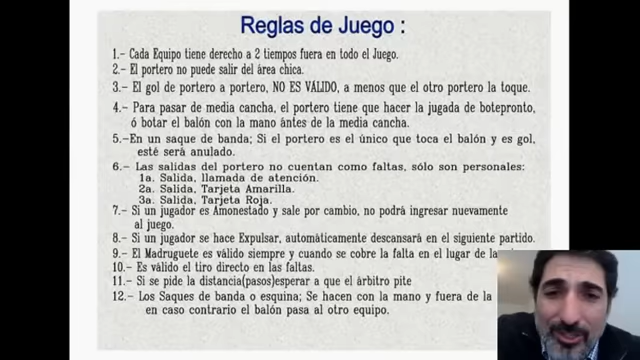 Reglas de Juego :
1.- Cada Equipo tiene derecho a 2 tiempos fuera en todo el Juego.
2.- El portero no puede salir del área chica.
3.- El gol de portero a portero, NO ES VALIDO, a menos que el otro portero la toque.
4.- Para pasar de media cancha, el portero tiene que hacer la jugada de botepronto,
ó botar el balón con la mano ántes de la media cancha.
5.-En un saque de banda; Si el portero es el único que toca el balón y es gol,
esté será anulado.
6.- Las salidas del portero no cuentan como faltas, sólo son personales:
1a. Salida, llamada de atención.
2a. Salida, Tarjeta Amarilla.
3a. Salida, Tarjeta Roja.
7.- Si un jugador es Amonestado y sale por cambio, no podrá ingresar nuevamente
al juego.
8.- Si un jugador se hace Expulsar, automáticamente descansará en el siguiente partido.
9.- El Madruguete es válido siempre y cuando se cobre la falta en el lugar de la
10.- Es válido el tiro directo en las faltas.
11.- Si se pide la distancia(pasos)esperar a que el árbitro pite
12.- Los Saques de banda o esquina; Se hacen con la mano y fuera de la
en caso contrario el balón pasa al otro equipo.